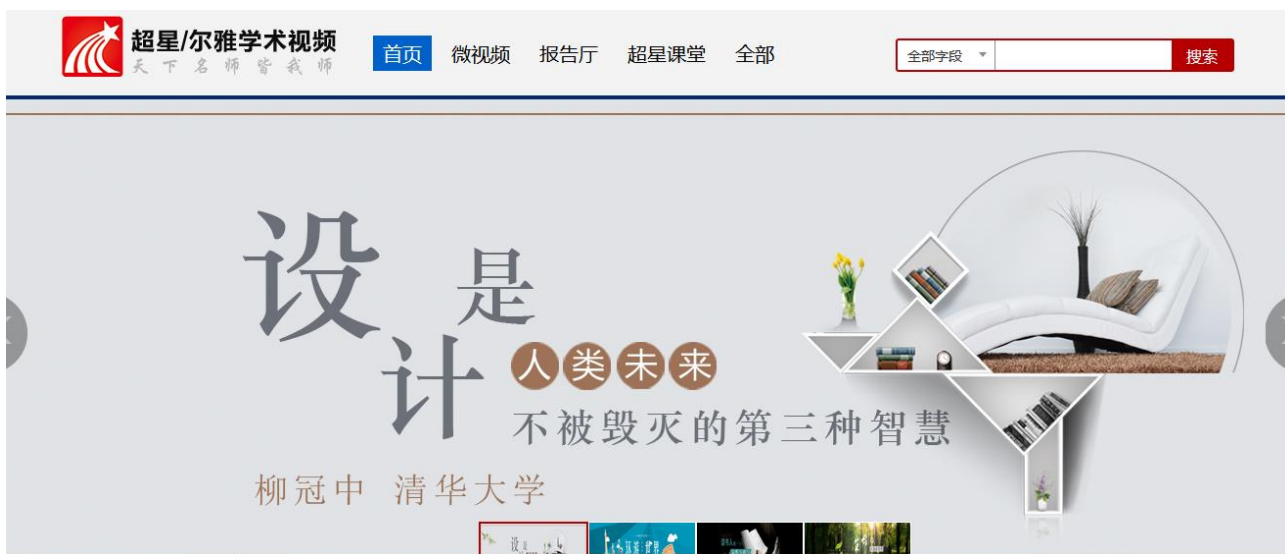 超星/尔雅学术视频
天下名师皆我师
首页 微视频 报告厅 超星课堂 全部
全部字段 搜索
设计是
人类未来
不被毁灭的第三种智慧
柳冠中 清华大学